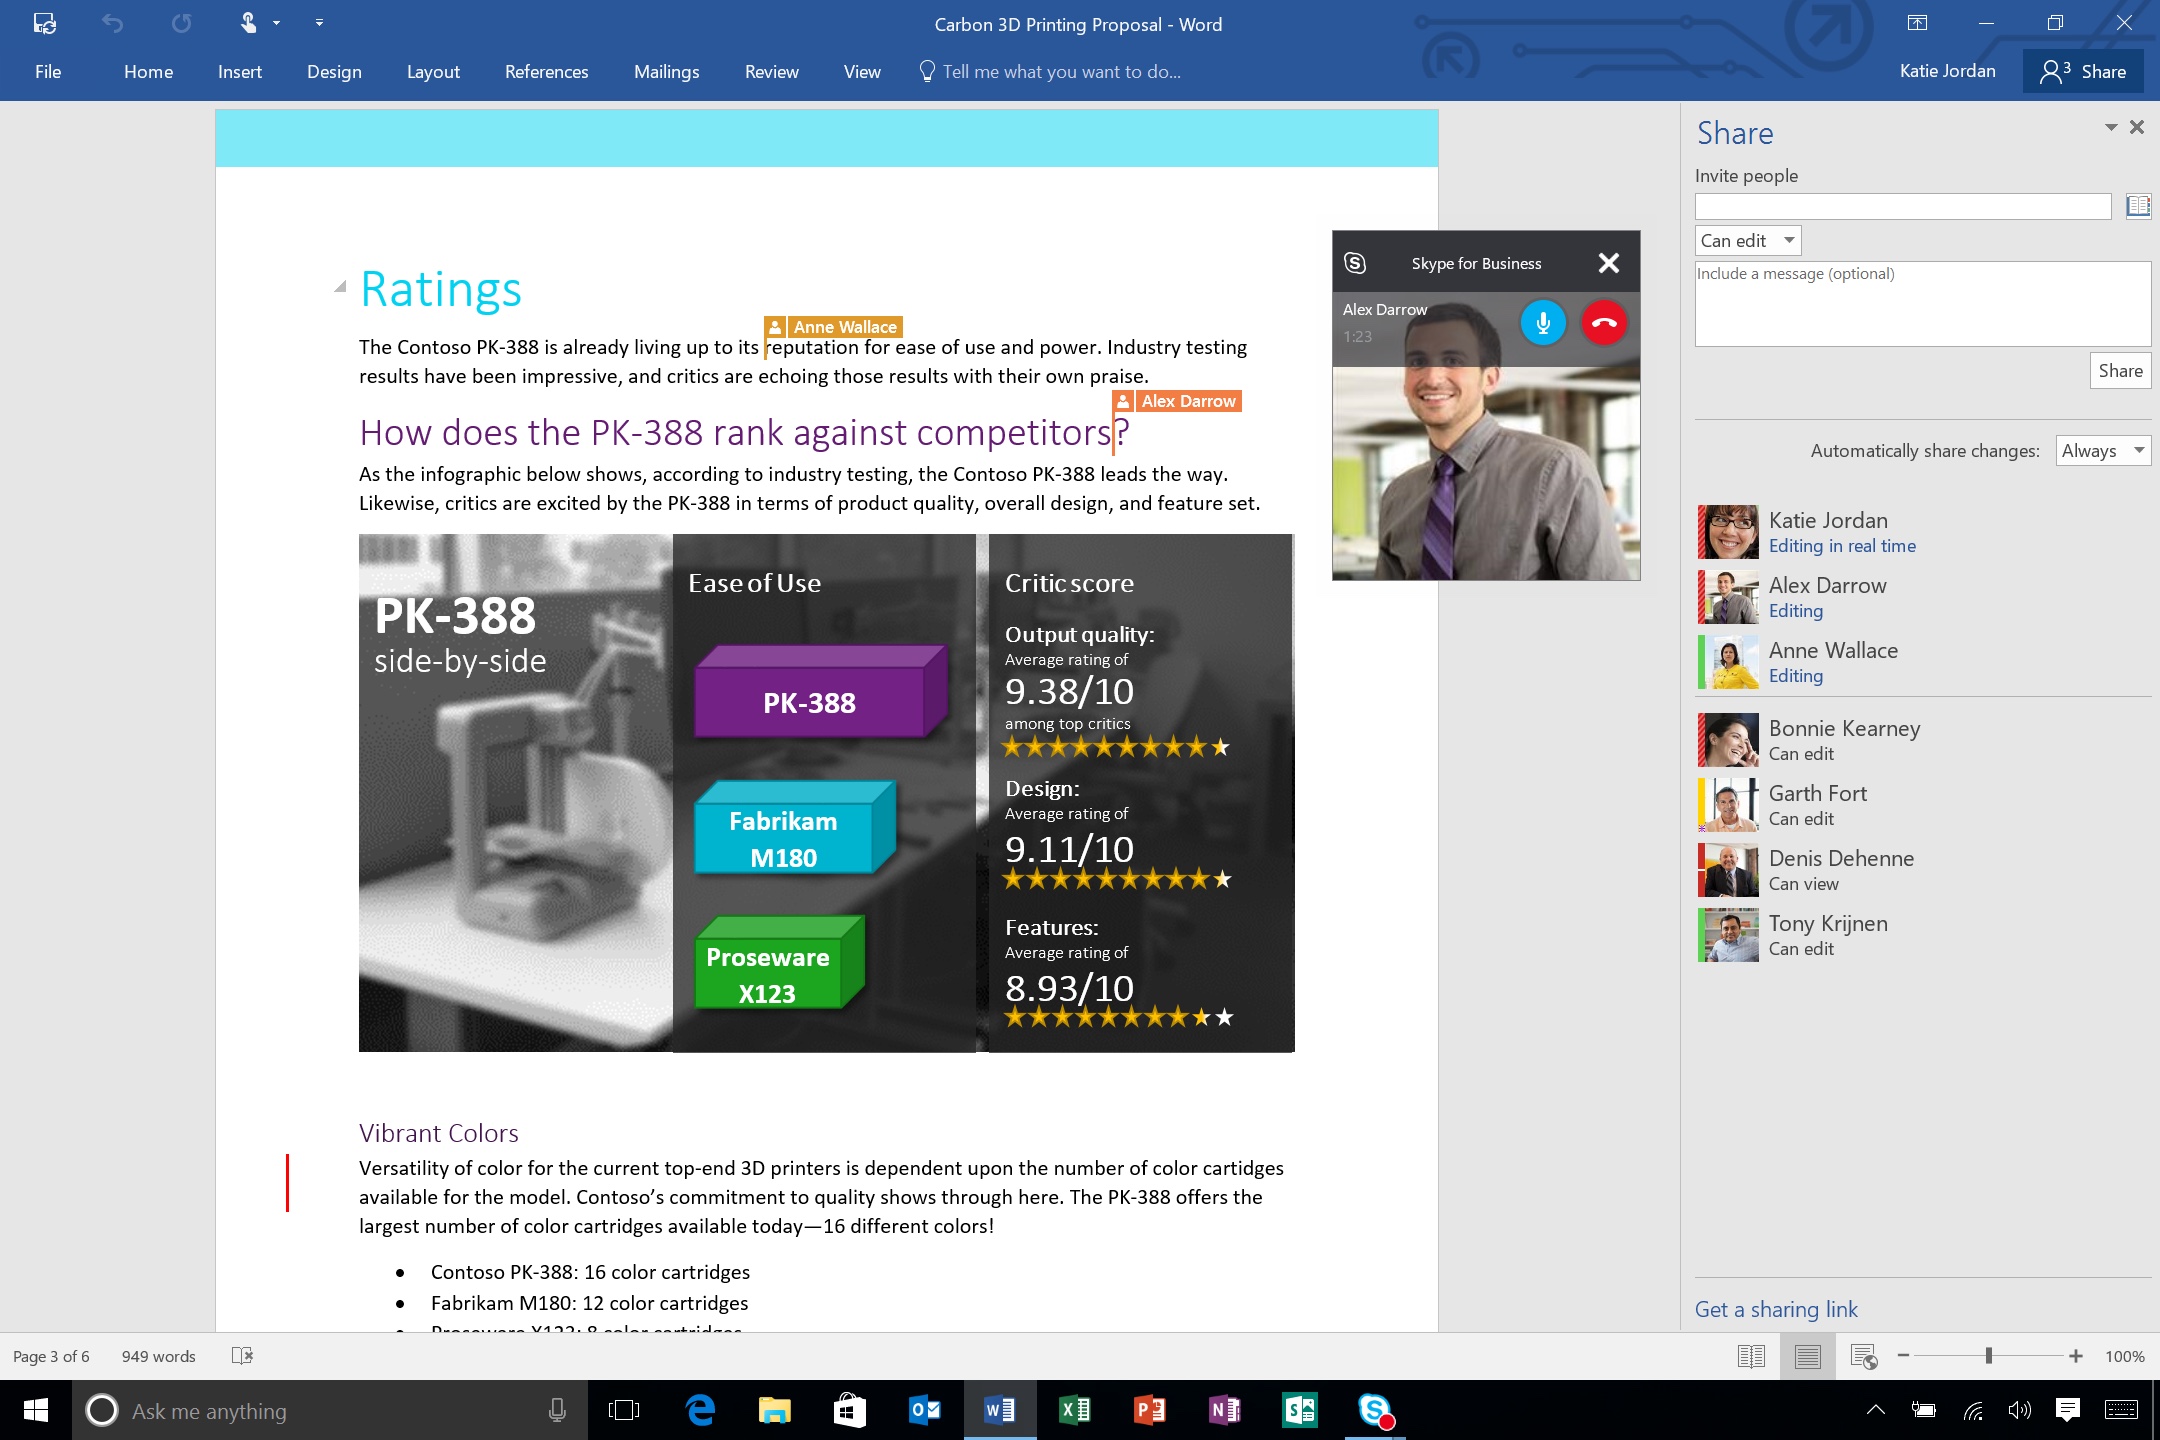 Carbon 3D Printing Proposal - Word
File Home Insert Design Layout References Mailings Review View Tell me what you want to do... Katie Jordan 3 Share
Ratings
Anne Wallace
The Contoso PK-388 is already living up to its reputation for ease of use and power. Industry testing
results have been impressive, and critics are echoing those results with their own praise.
Alex Darrow
How does the PK-388 rank against competitors?
As the infographic below shows, according to industry testing, the Contoso PK-388 leads the way.
Likewise, critics are excited by the PK-388 in terms of product quality, overall design, and feature set.
PK-388
side-by-side
Ease of Use
PK-388
Fabrikam
M180
Proseware
X123
Critic score
Output quality:
Average rating of
9.38/10
among top critics
Design:
Average rating of
9.11/10
Features:
Average rating of
8.93/10
Vibrant Colors
Versatility of color for the current top-end 3D printers is dependent upon the number of color cartidges
available for the model. Contoso’s commitment to quality shows through here. The PK-388 offers the
largest number of color cartridges available today—16 different colors!
• Contoso PK-388: 16 color cartridges
• Fabrikam M180: 12 color cartridges
• Proseware X123: 8 color cartridges
Skype for Business
Alex Darrow
1:23
Share
Invite people
Can edit
Include a message (optional)
Share
Automatically share changes: Always
Katie Jordan
Editing in real time
Alex Darrow
Editing
Anne Wallace
Editing
Bonnie Kearney
Can edit
Garth Fort
Can edit
Denis Dehenne
Can view
Tony Krijnen
Can edit
Get a sharing link
Page 3 of 6 949 words 100%
Ask me anything